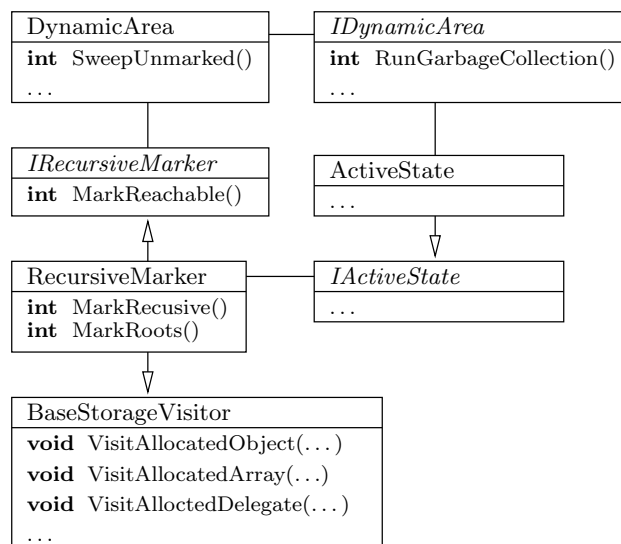 DynamicArea
int SweepUnmarked()
...
IDynamicArea
int RunGarbageCollection()
...
IRecursiveMarker
int MarkReachable()
ActiveState
...
RecursiveMarker
int MarkRecusive()
int MarkRoots()
IActiveState
...
BaseStorageVisitor
void VisitAllocatedObject(...)
void VisitAllocatedArray(...)
void VisitAlloctedDelegate(...)
...